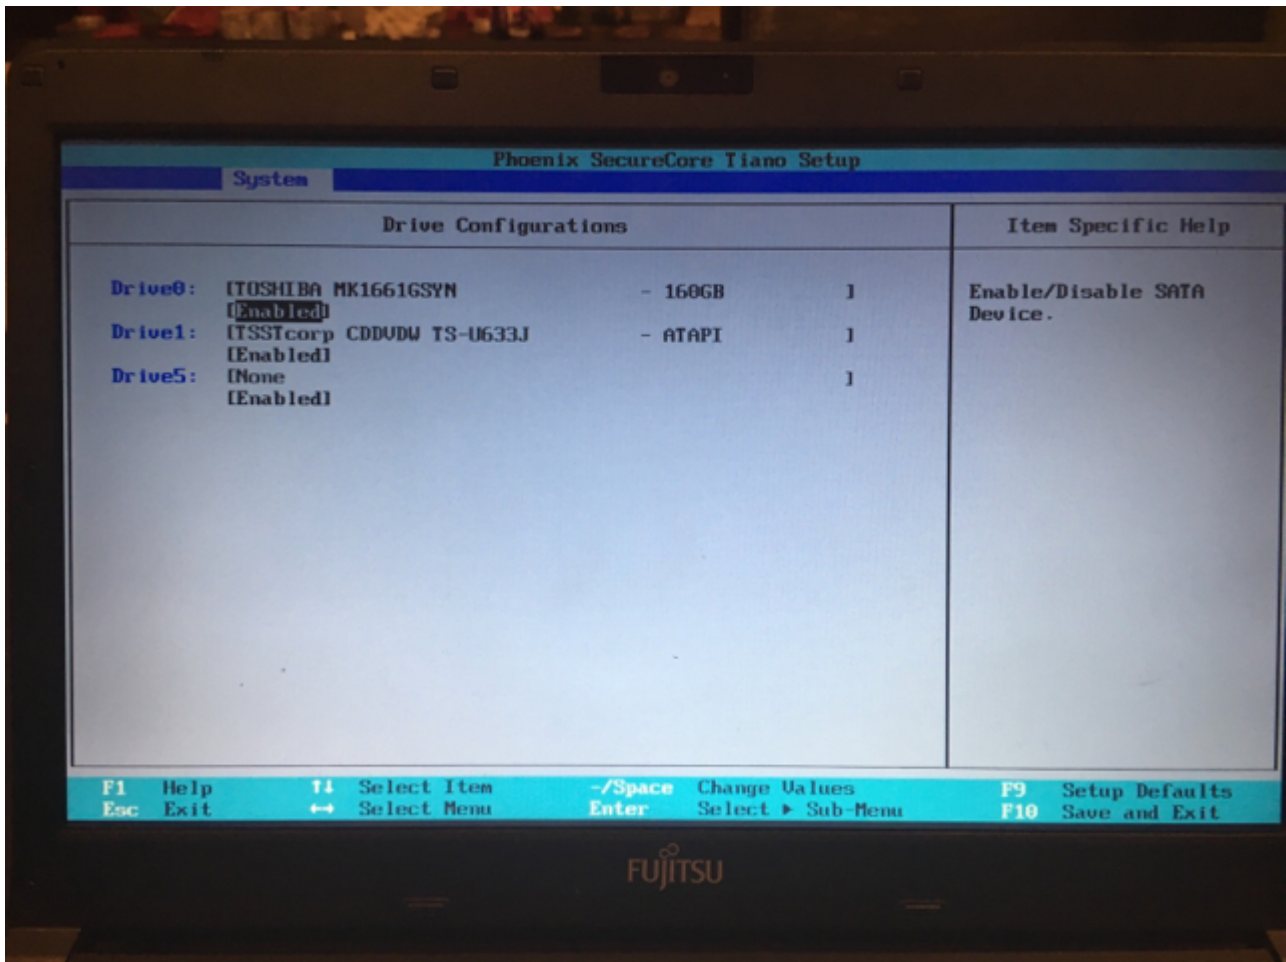 Phoenix SecureCore Tiano Setup
System
Drive Configurations
Item Specific Help
Drive0: [TOSHIBA MK1661GSYN - 160GB ]
[Enabled]
Drive1: [TSSTcorp CDDVDW TS-U633J - ATAPI ]
[Enabled]
Drive5: [None ]
[Enabled]
Enable/Disable SATA
Device.
F1 Help ↑↓ Select Item -/Space Change Values F9 Setup Defaults
Esc Exit ↔ Select Menu Enter Select ▶ Sub-Menu F10 Save and Exit
FUJITSU